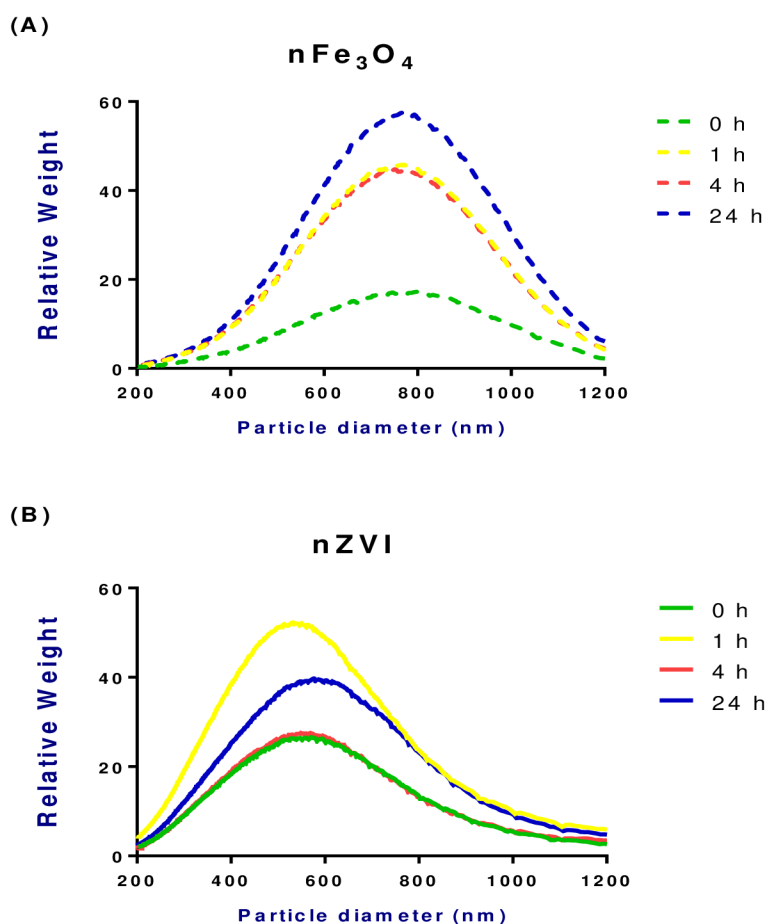 (A)
nFe₃O₄
Relative Weight
60
40
20
0
200 400 600 800 1000 1200
Particle diameter (nm)
0 h
1 h
4 h
24 h
(B)
nZVI
Relative Weight
60
40
20
0
200 400 600 800 1000 1200
Particle diameter (nm)
0 h
1 h
4 h
24 h